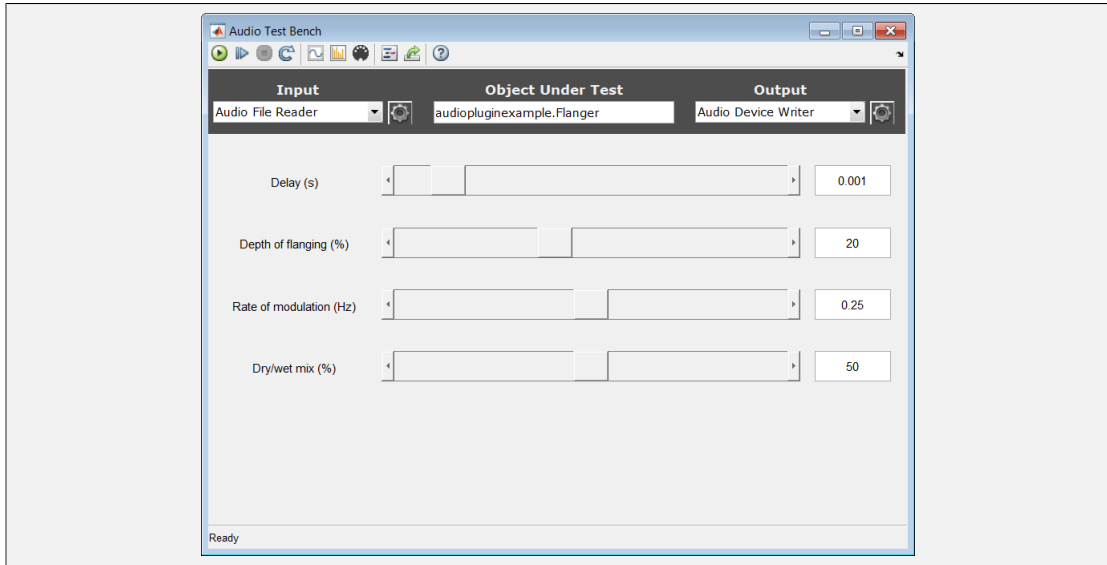 Audio Test Bench
Input Object Under Test Output
Audio File Reader audiopluginexample.Flanger Audio Device Writer
Delay (s) 0.001
Depth of flanging (%) 20
Rate of modulation (Hz) 0.25
Dry/wet mix (%) 50
Ready